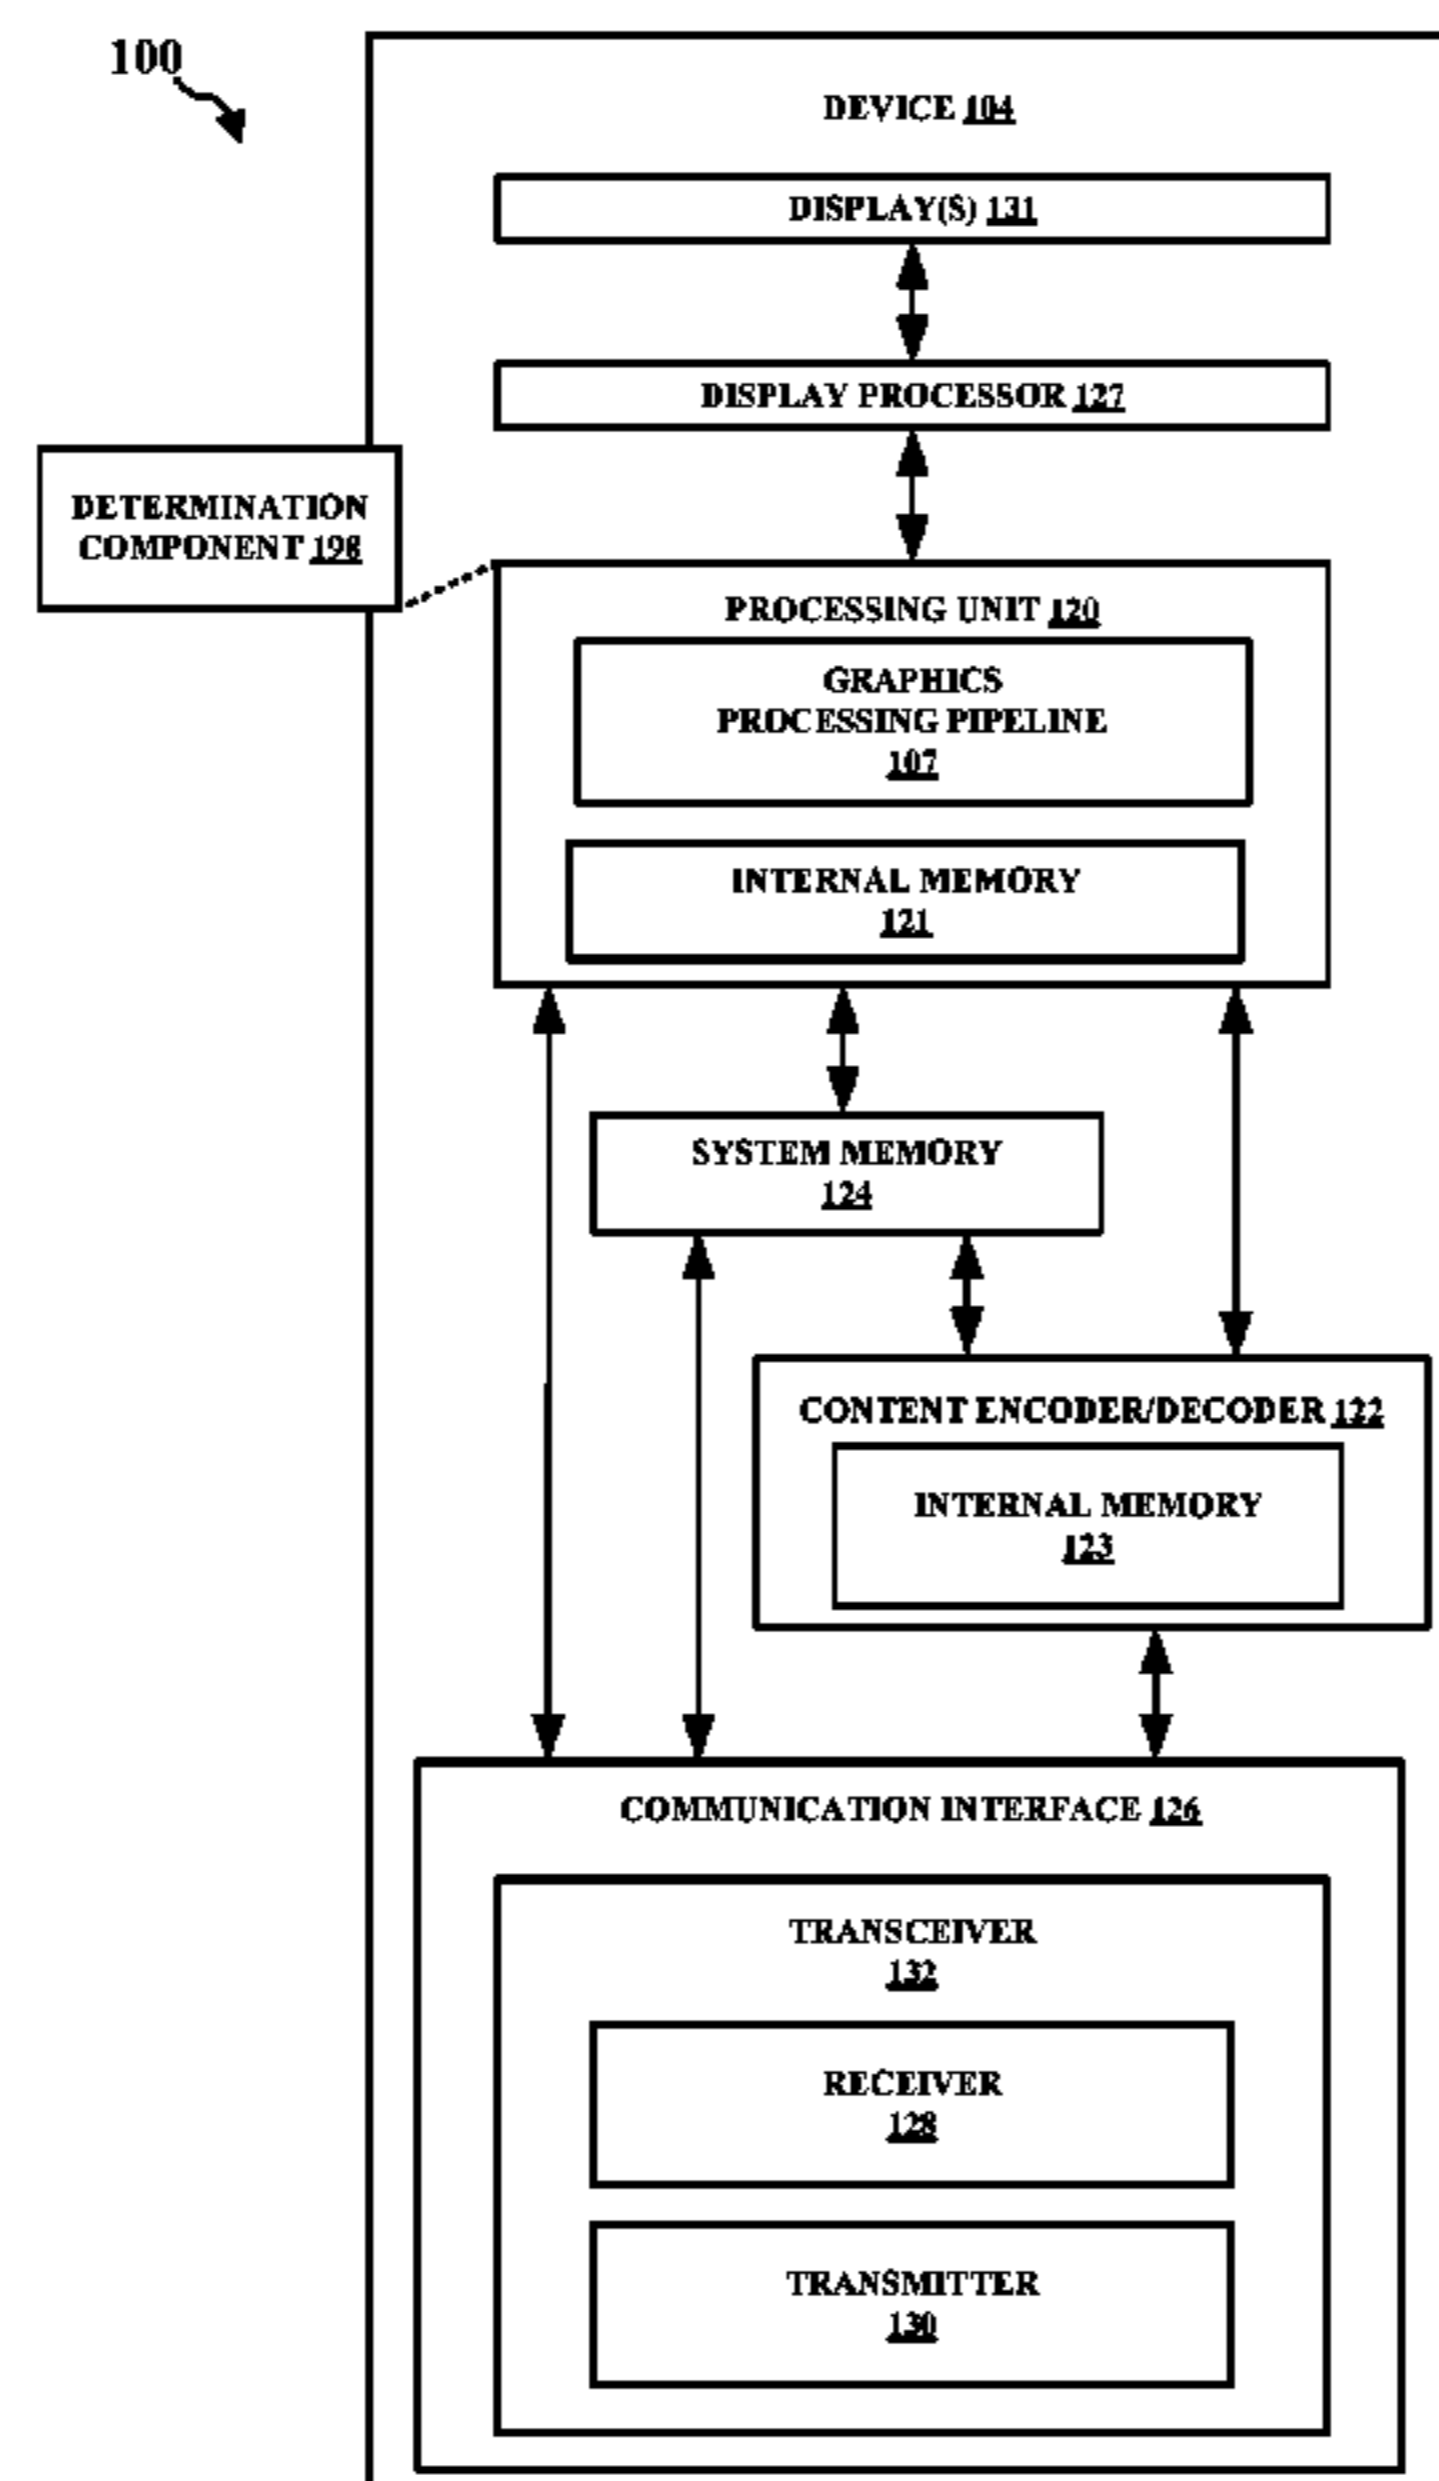 100
DEVICE 104
DISPLAY(S) 131
DISPLAY PROCESSOR 127
DETERMINATION
COMPONENT 198
PROCESSING UNIT 120
GRAPHICS
PROCESSING PIPELINE
107
INTERNAL MEMORY
121
SYSTEM MEMORY
124
CONTENT ENCODER/DECODER 122
INTERNAL MEMORY
123
COMMUNICATION INTERFACE 126
TRANSCEIVER
132
RECEIVER
128
TRANSMITTER
130